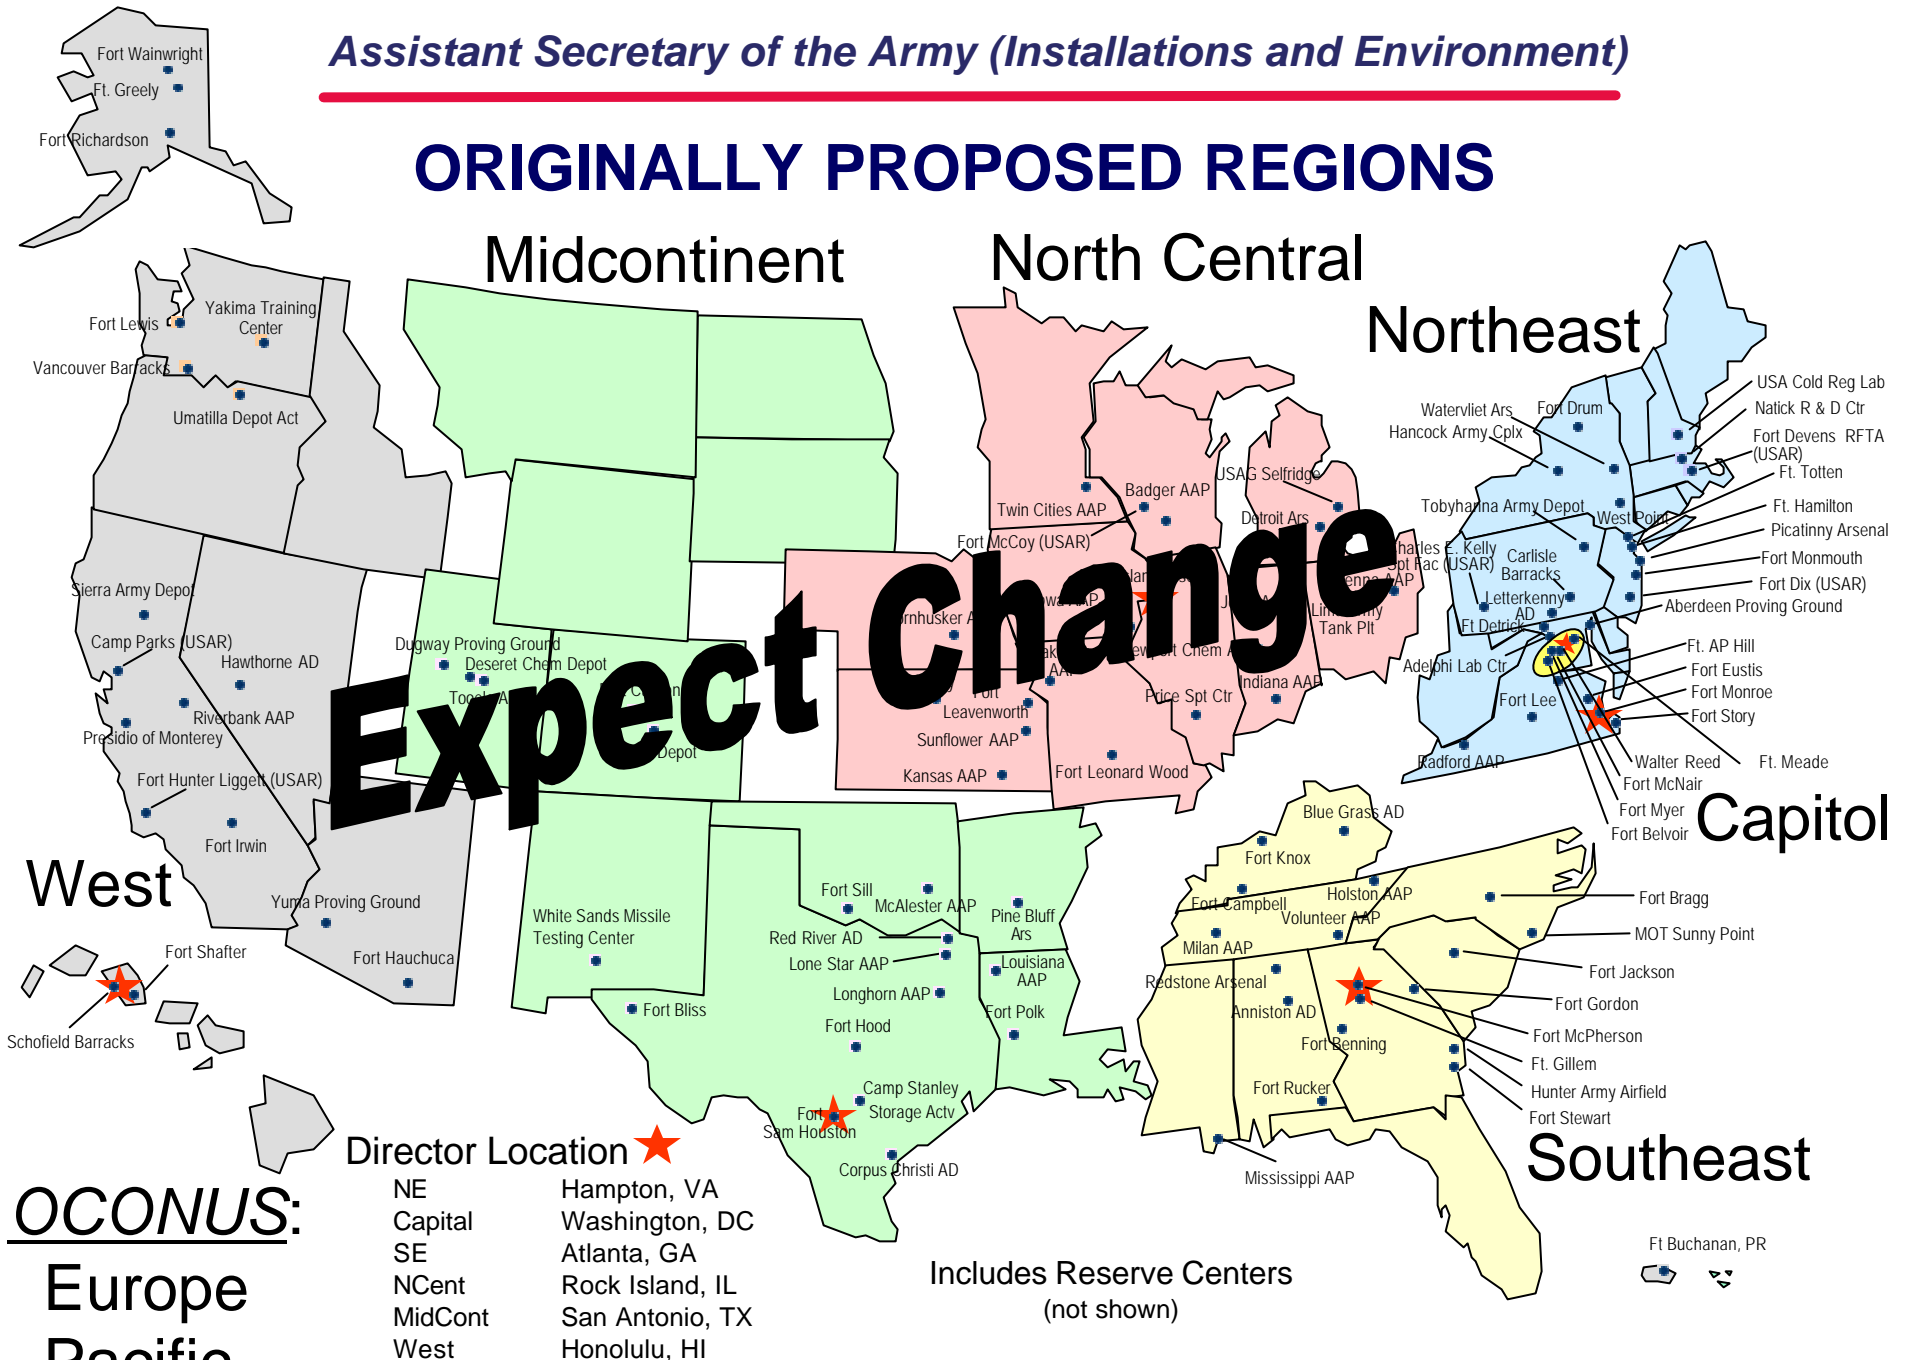 Assistant Secretary of the Army (Installations and Environment)
ORIGINALLY PROPOSED REGIONS
Fort Wainwright
Ft. Greely
Fort Richardson
Midcontinent
North Central
Northeast
Fort Lewis
Yakima Training
Center
Vancouver Barracks
Umatilla Depot Act
Sierra Army Depot
Camp Parks (USAR)
Hawthorne AD
Riverbank AAP
Presidio of Monterey
Fort Hunter Liggett (USAR)
Fort Irwin
West
Yuma Proving Ground
Fort Hauchuca
Fort Shafter
Schofield Barracks
Dugway Proving Ground
Deseret Chem Depot
Depot
Expect Change
Twin Cities AAP
Badger AAP
Fort McCoy (USAR)
USAG Selfridge
Detroit Ars
Tank Plt
Fort
Leavenworth
Sunflower AAP
Kansas AAP
AAP
Price Spt Ctr
Indiana AAP
Fort Leonard Wood
Watervliet Ars
Fort Drum
Hancock Army Cplx
USA Cold Reg Lab
Natick R & D Ctr
Fort Devens RFTA
(USAR)
Ft. Totten
Tobyhanna Army Depot
West Point
Ft. Hamilton
Picatinny Arsenal
Charles E. Kelly
Spt Fac (USAR)
Carlisle
Barracks
Fort Monmouth
Fort Dix (USAR)
Letterkenny
AD
Aberdeen Proving Ground
Ft Detrick
Adelphi Lab Ctr
Ft. AP Hill
Fort Eustis
Fort Lee
Fort Monroe
Fort Story
Radford AAP
Walter Reed
Ft. Meade
Fort McNair
Fort Myer
Fort Belvoir
Capitol
Fort Sill
McAlester AAP
White Sands Missile
Testing Center
Red River AD
Pine Bluff
Ars
Lone Star AAP
Louisiana
AAP
Longhorn AAP
Fort Bliss
Fort Hood
Fort Polk
Camp Stanley
Storage Actv
Fort
Sam Houston
Corpus Christi AD
Blue Grass AD
Fort Knox
Fort Campbell
Holston AAP
Volunteer AAP
Milan AAP
Fort Bragg
MOT Sunny Point
Redstone Arsenal
Fort Jackson
Anniston AD
Fort Gordon
Fort Benning
Fort McPherson
Ft. Gillem
Fort Rucker
Hunter Army Airfield
Fort Stewart
Mississippi AAP
Southeast
Ft Buchanan, PR
Director Location
NE Hampton, VA
Capital Washington, DC
SE Atlanta, GA
NCent Rock Island, IL
MidCont San Antonio, TX
West Honolulu, HI
OCONUS:
Europe
Pacific
Includes Reserve Centers
(not shown)